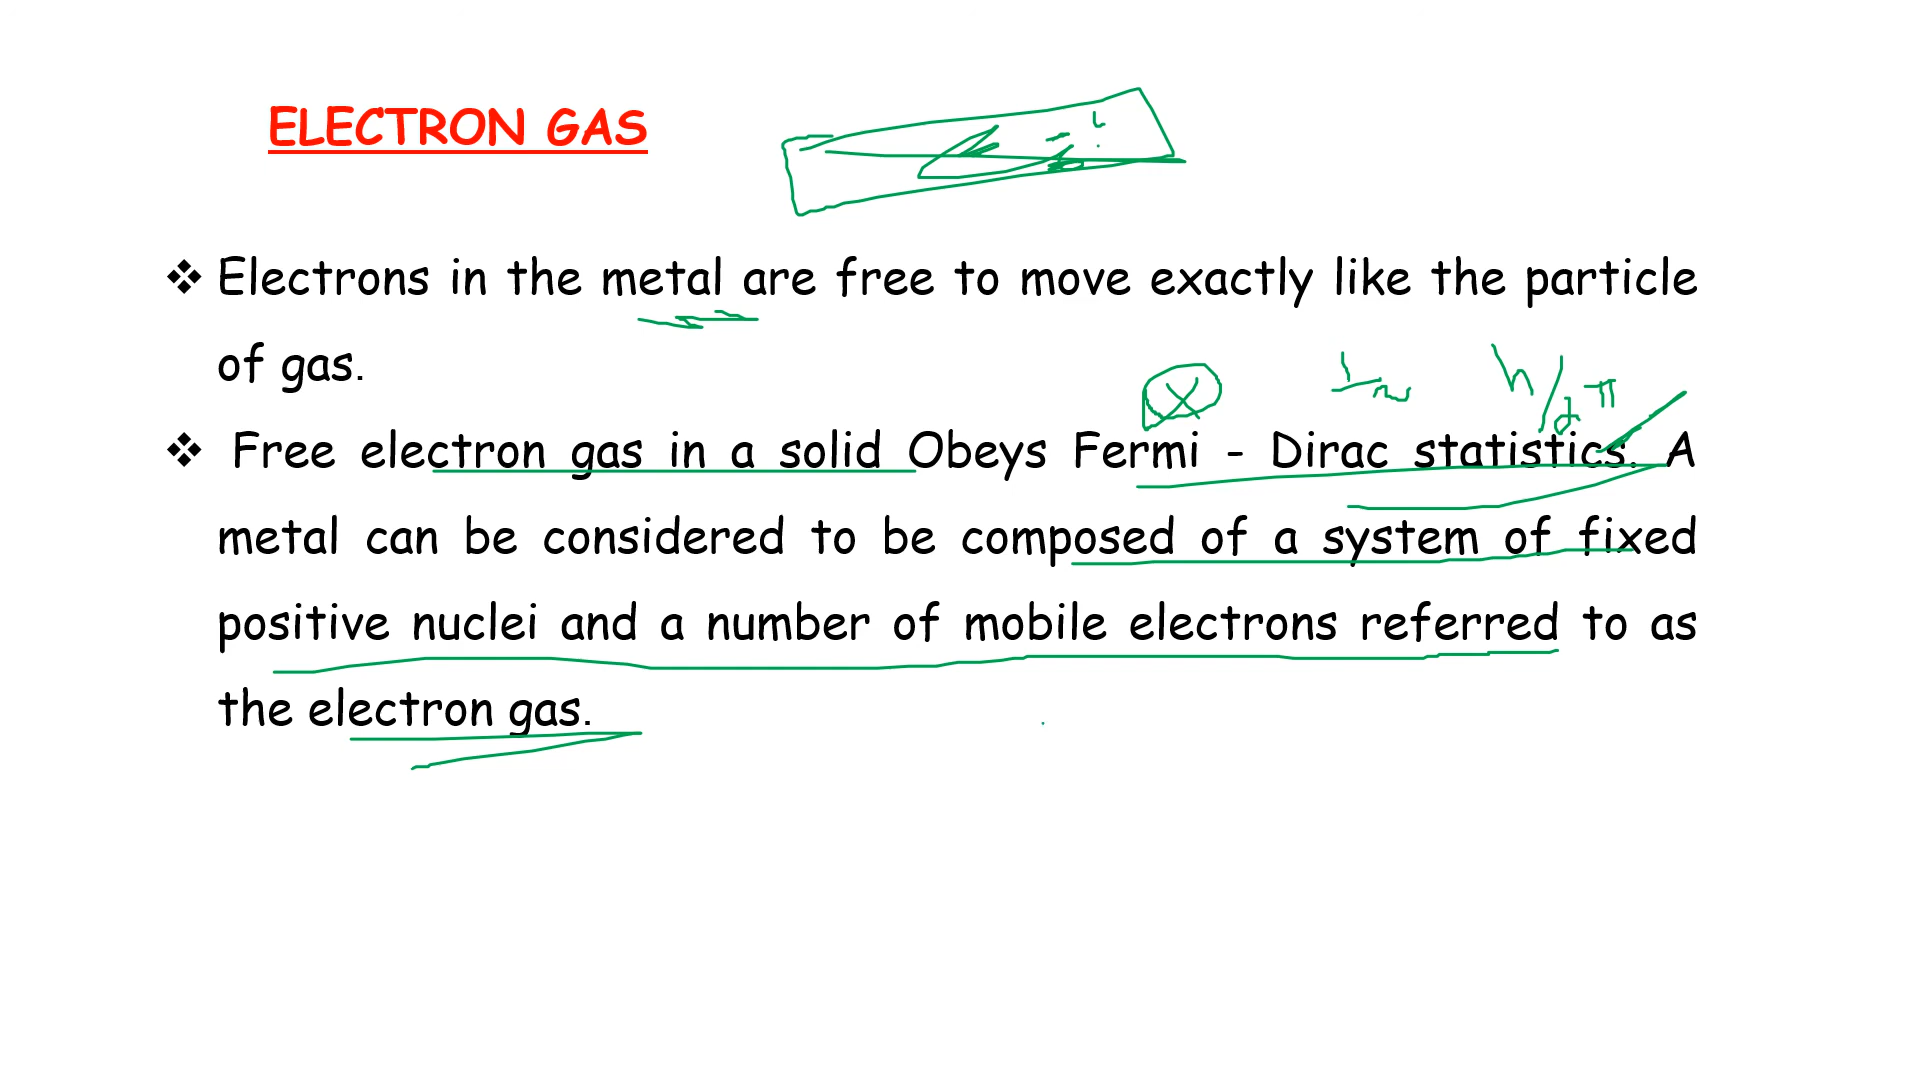 ELECTRON GAS
❖ Electrons in the metal are free to move exactly like the particle
of gas.
h/2π
❖ Free electron gas in a solid Obeys Fermi - Dirac statistics. A
metal can be considered to be composed of a system of fixed
positive nuclei and a number of mobile electrons referred to as
the electron gas.